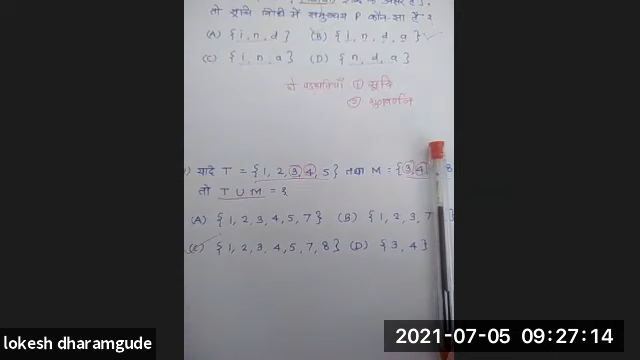 तो सूचि विधी में समुच्चय P कौन-सा है ?
(A) { i, n, d } (B) { i, n, d, a }
(C) { i, n, a } (D) { n, d, a }
दो पद्धतियाँ ① सूचि
②
यदि T = { 1, 2, 3, 4, 5 } तथा M = { 3, 4, 8
तो T U M = ?
(A) { 1, 2, 3, 4, 5, 7 } (B) { 1, 2, 3, 7 }
(C) { 1, 2, 3, 4, 5, 7, 8 } (D) { 3, 4 }
lokesh dharamgude
2021-07-05 09:27:14